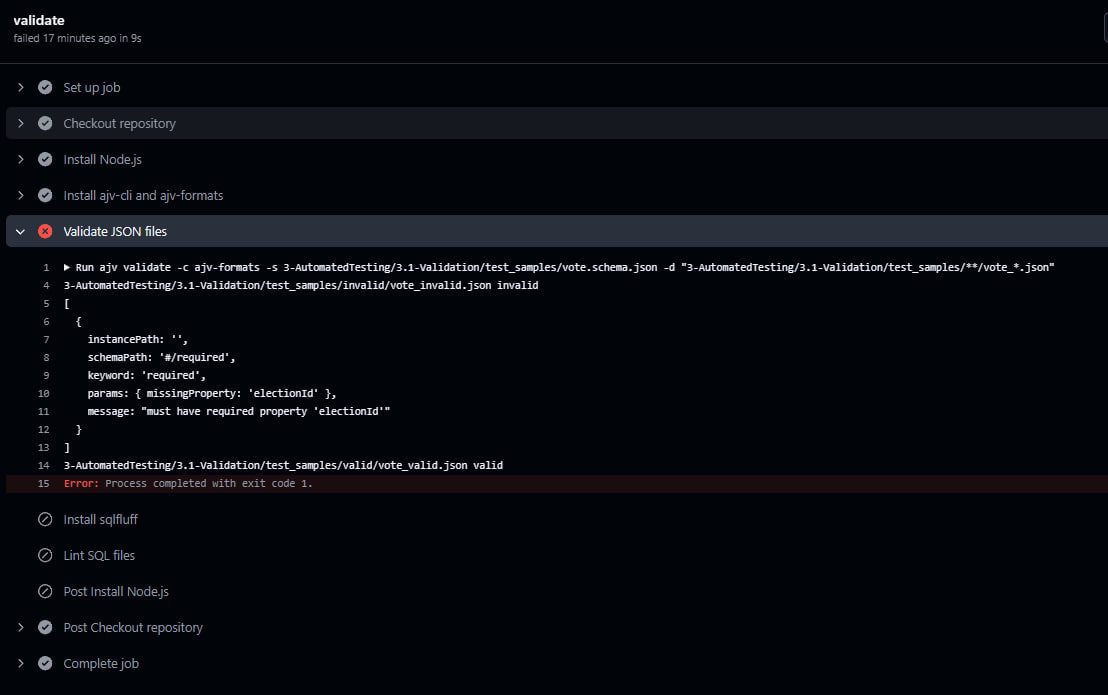 validate
failed 17 minutes ago in 9s
Set up job
Checkout repository
Install Node.js
Install ajv-cli and ajv-formats
Validate JSON files
1 ▶ Run ajv validate -c ajv-formats -s 3-AutomatedTesting/3.1-Validation/test_samples/vote.schema.json -d "3-AutomatedTesting/3.1-Validation/test_samples/**/vote_*.json"
4 3-AutomatedTesting/3.1-Validation/test_samples/invalid/vote_invalid.json invalid
5 [
6 {
7 instancePath: '',
8 schemaPath: '#/required',
9 keyword: 'required',
10 params: { missingProperty: 'electionId' },
11 message: "must have required property 'electionId'"
12 }
13 ]
14 3-AutomatedTesting/3.1-Validation/test_samples/valid/vote_valid.json valid
15 Error: Process completed with exit code 1.
Install sqlfluff
Lint SQL files
Post Install Node.js
Post Checkout repository
Complete job